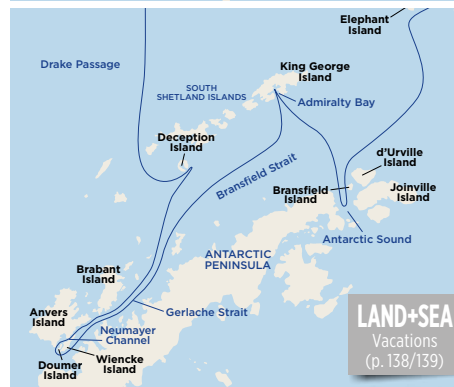 Elephant
Island
Drake Passage
King George
Island
SOUTH
SHETLAND ISLANDS
Admiralty Bay
Deception
Island
d'Urville
Island
Bransfield Strait
Bransfield
Island
Joinville
Island
Antarctic Sound
ANTARCTIC
PENINSULA
Brabant
Island
Gerlache Strait
Anvers
Island
Neumayer
Channel
Wiencke
Island
Doumer
Island
LAND+SEA
Vacations
(p. 138/139)